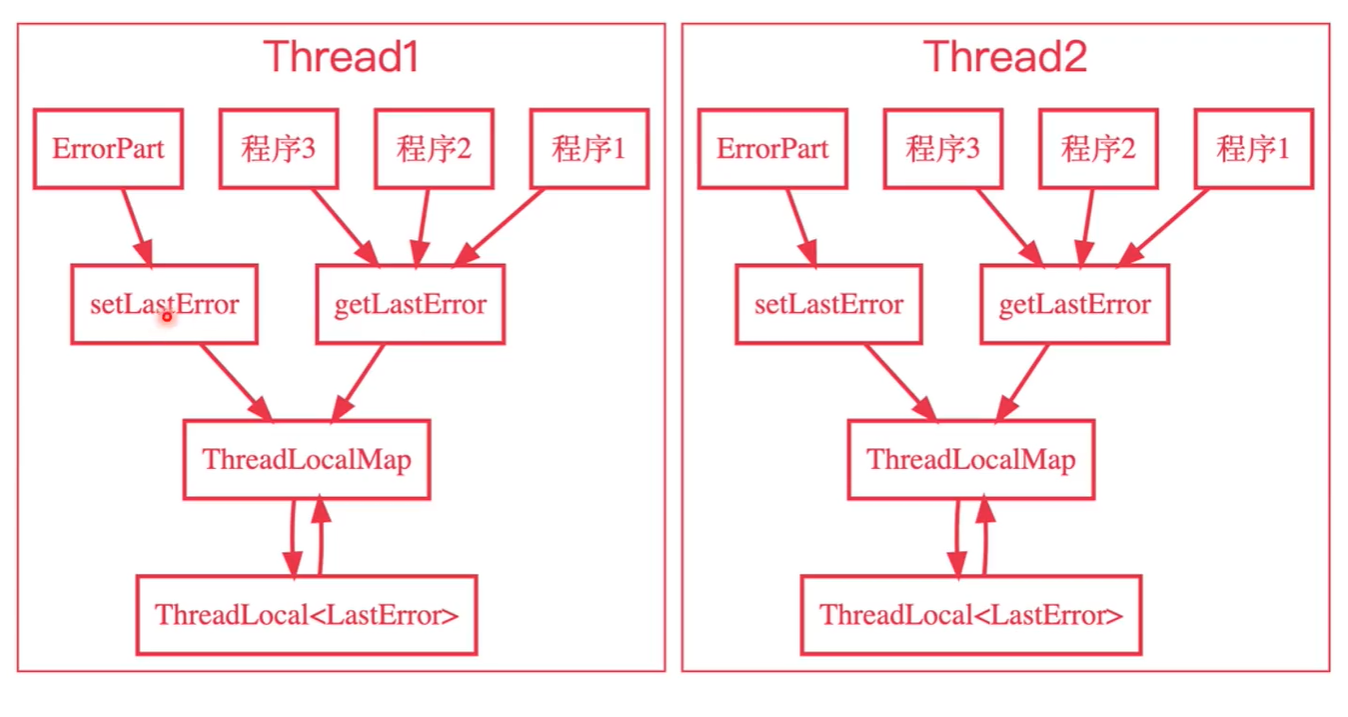 Thread1
ErrorPart
程序3
程序2
程序1
setLastError
getLastError
ThreadLocalMap
ThreadLocal<LastError>
Thread2
ErrorPart
程序3
程序2
程序1
setLastError
getLastError
ThreadLocalMap
ThreadLocal<LastError>